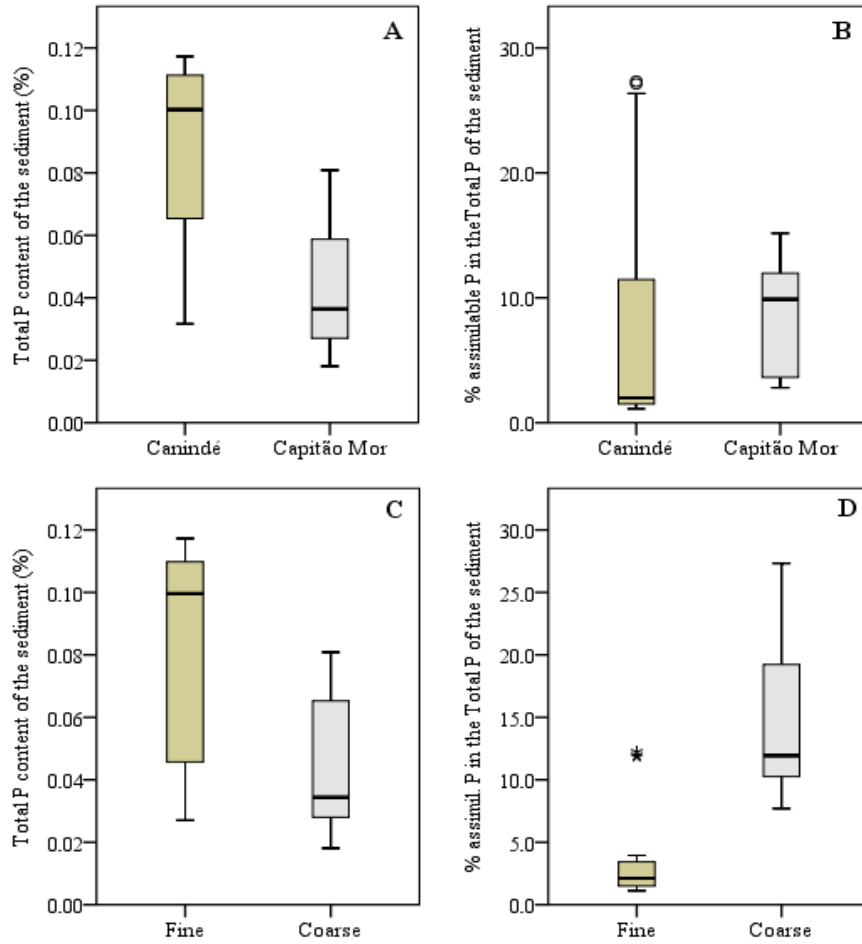 A
Total P content of the sediment (%)
0.12
0.10
0.08
0.06
0.04
0.02
0.00
Canindé
Capitão Mor
B
% assimilable P in theTotal P of the sediment
30.0
20.0
10.0
0.0
Canindé
Capitão Mor
C
Total P content of the sediment (%)
0.12
0.10
0.08
0.06
0.04
0.02
0.00
Fine
Coarse
D
% assimil. P in the Total P of the sediment
30.0
25.0
20.0
15.0
10.0
5.0
0.0
Fine
Coarse